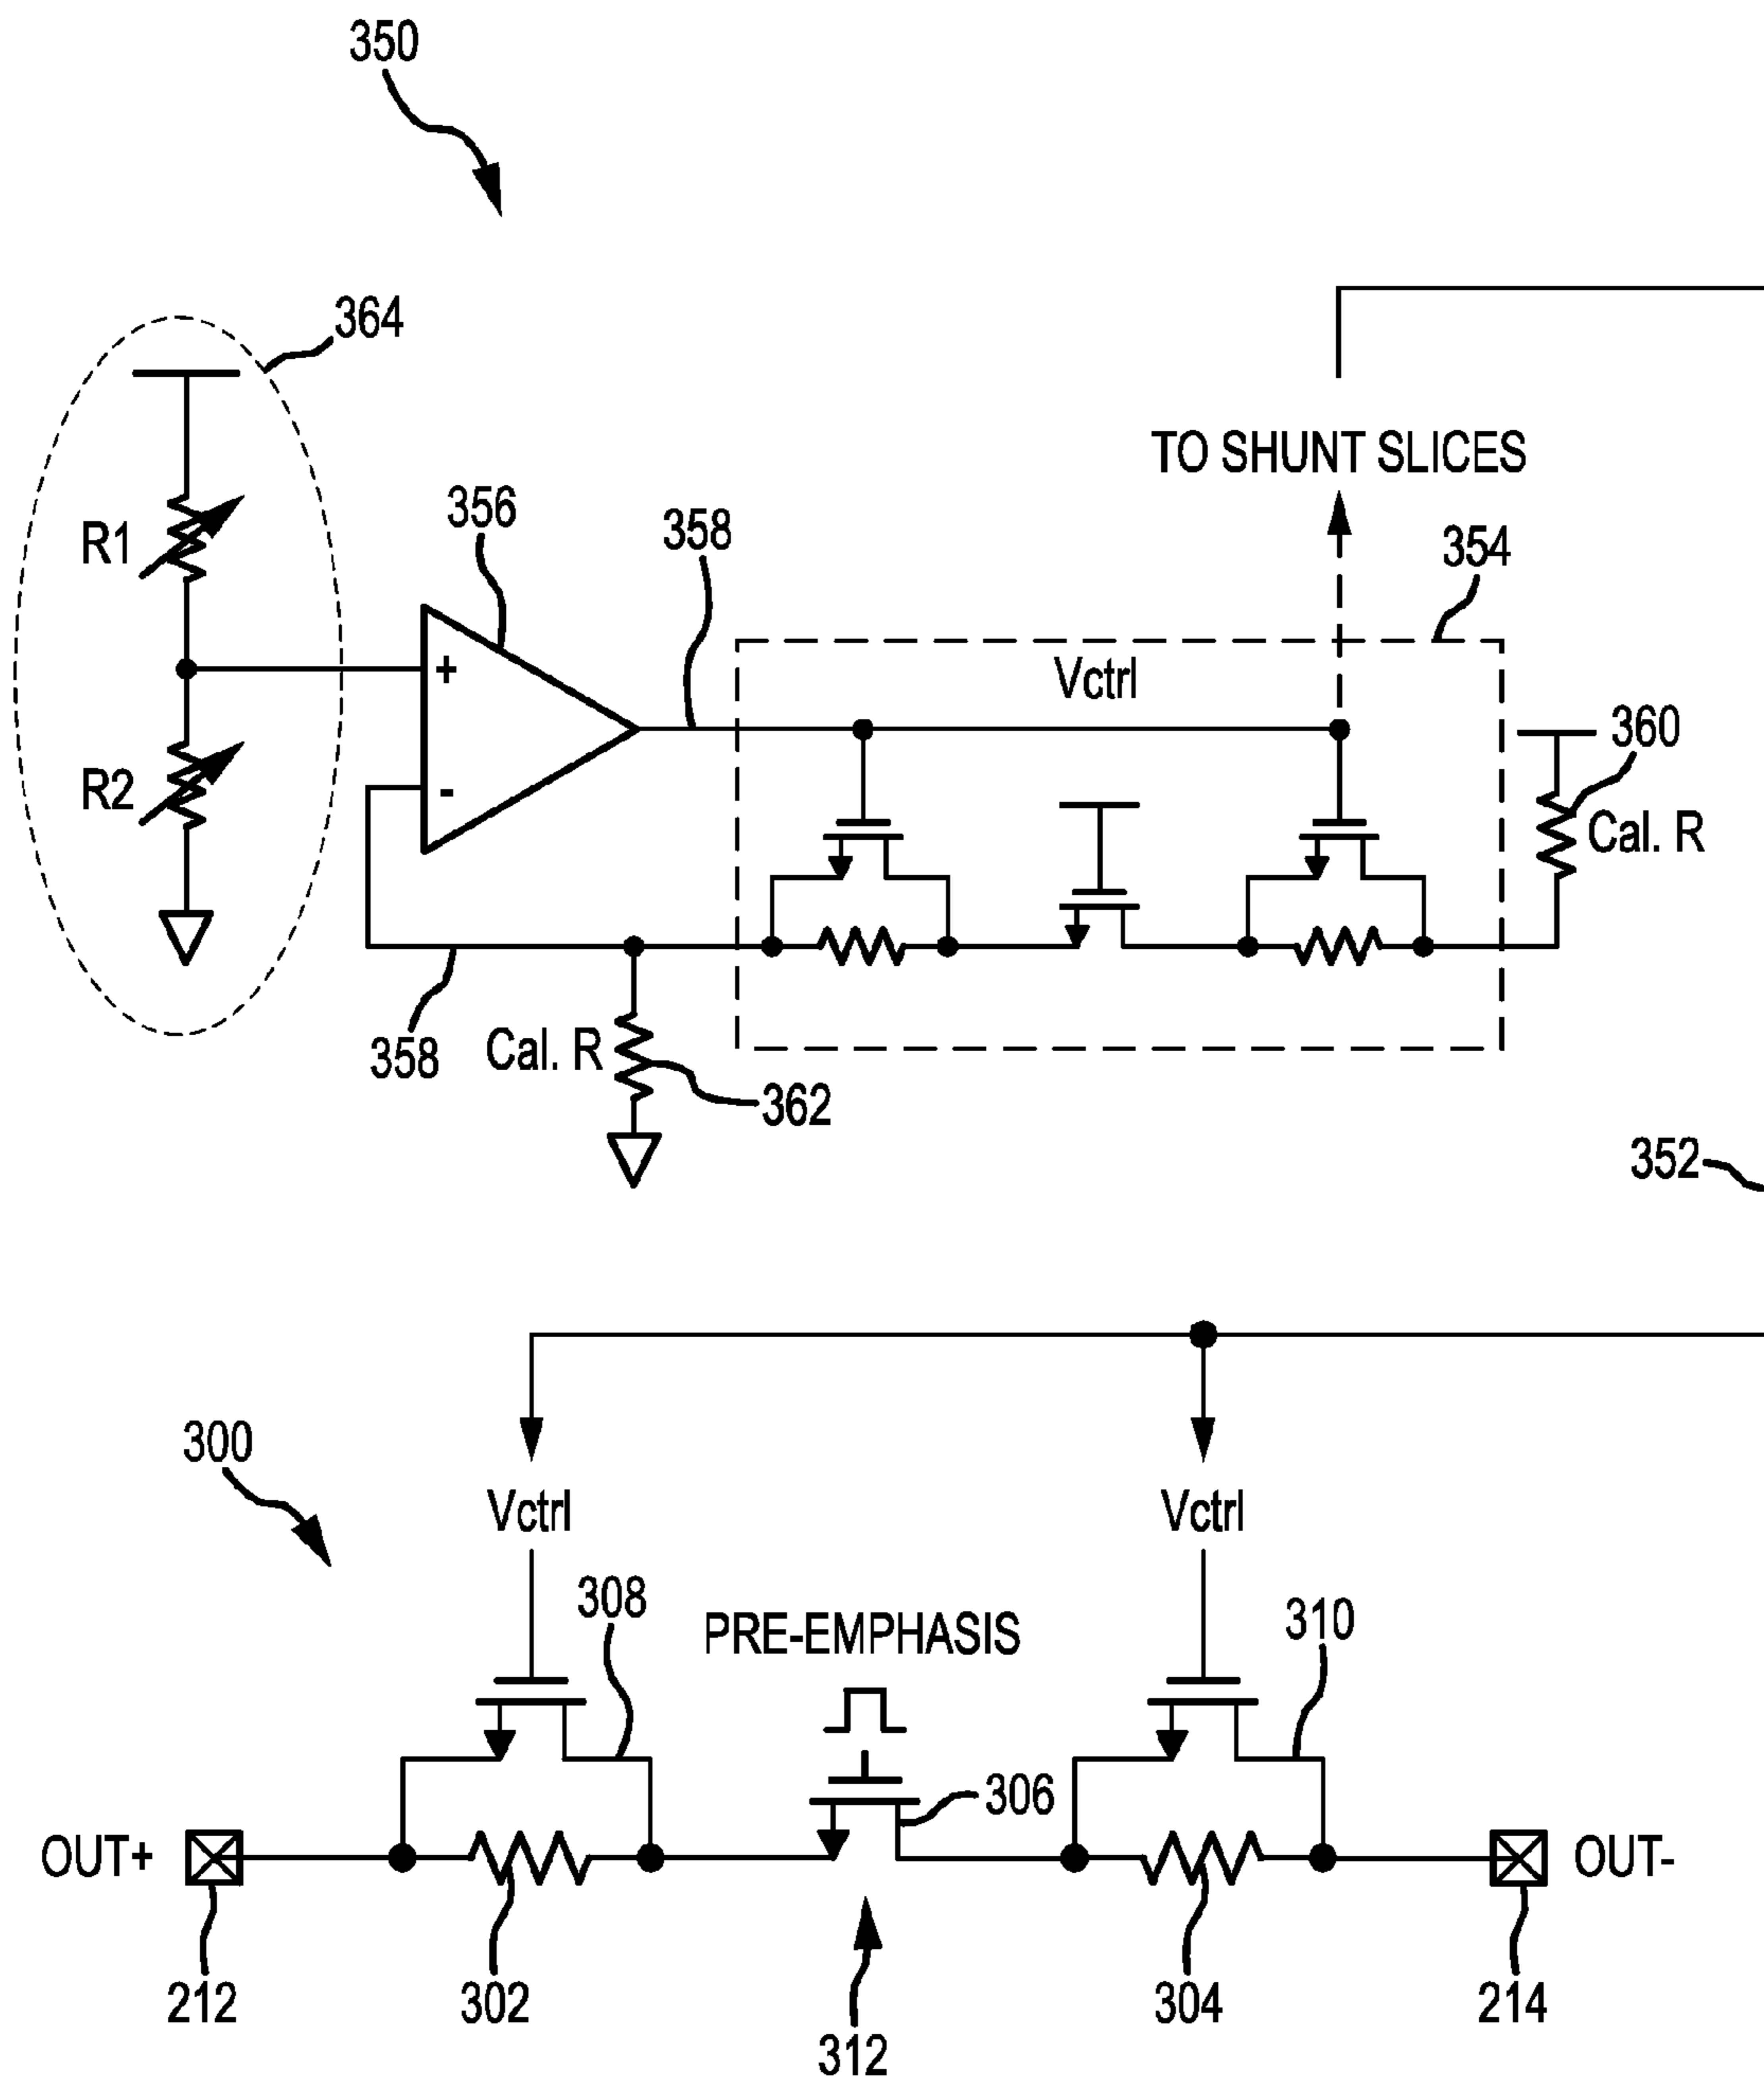 350
364
TO SHUNT SLICES
356
358
354
R1
+
Vctrl
360
R2
-
Cal. R
358
Cal. R
362
352
300
Vctrl
Vctrl
308
PRE-EMPHASIS
310
306
OUT+
OUT-
212
302
304
214
312